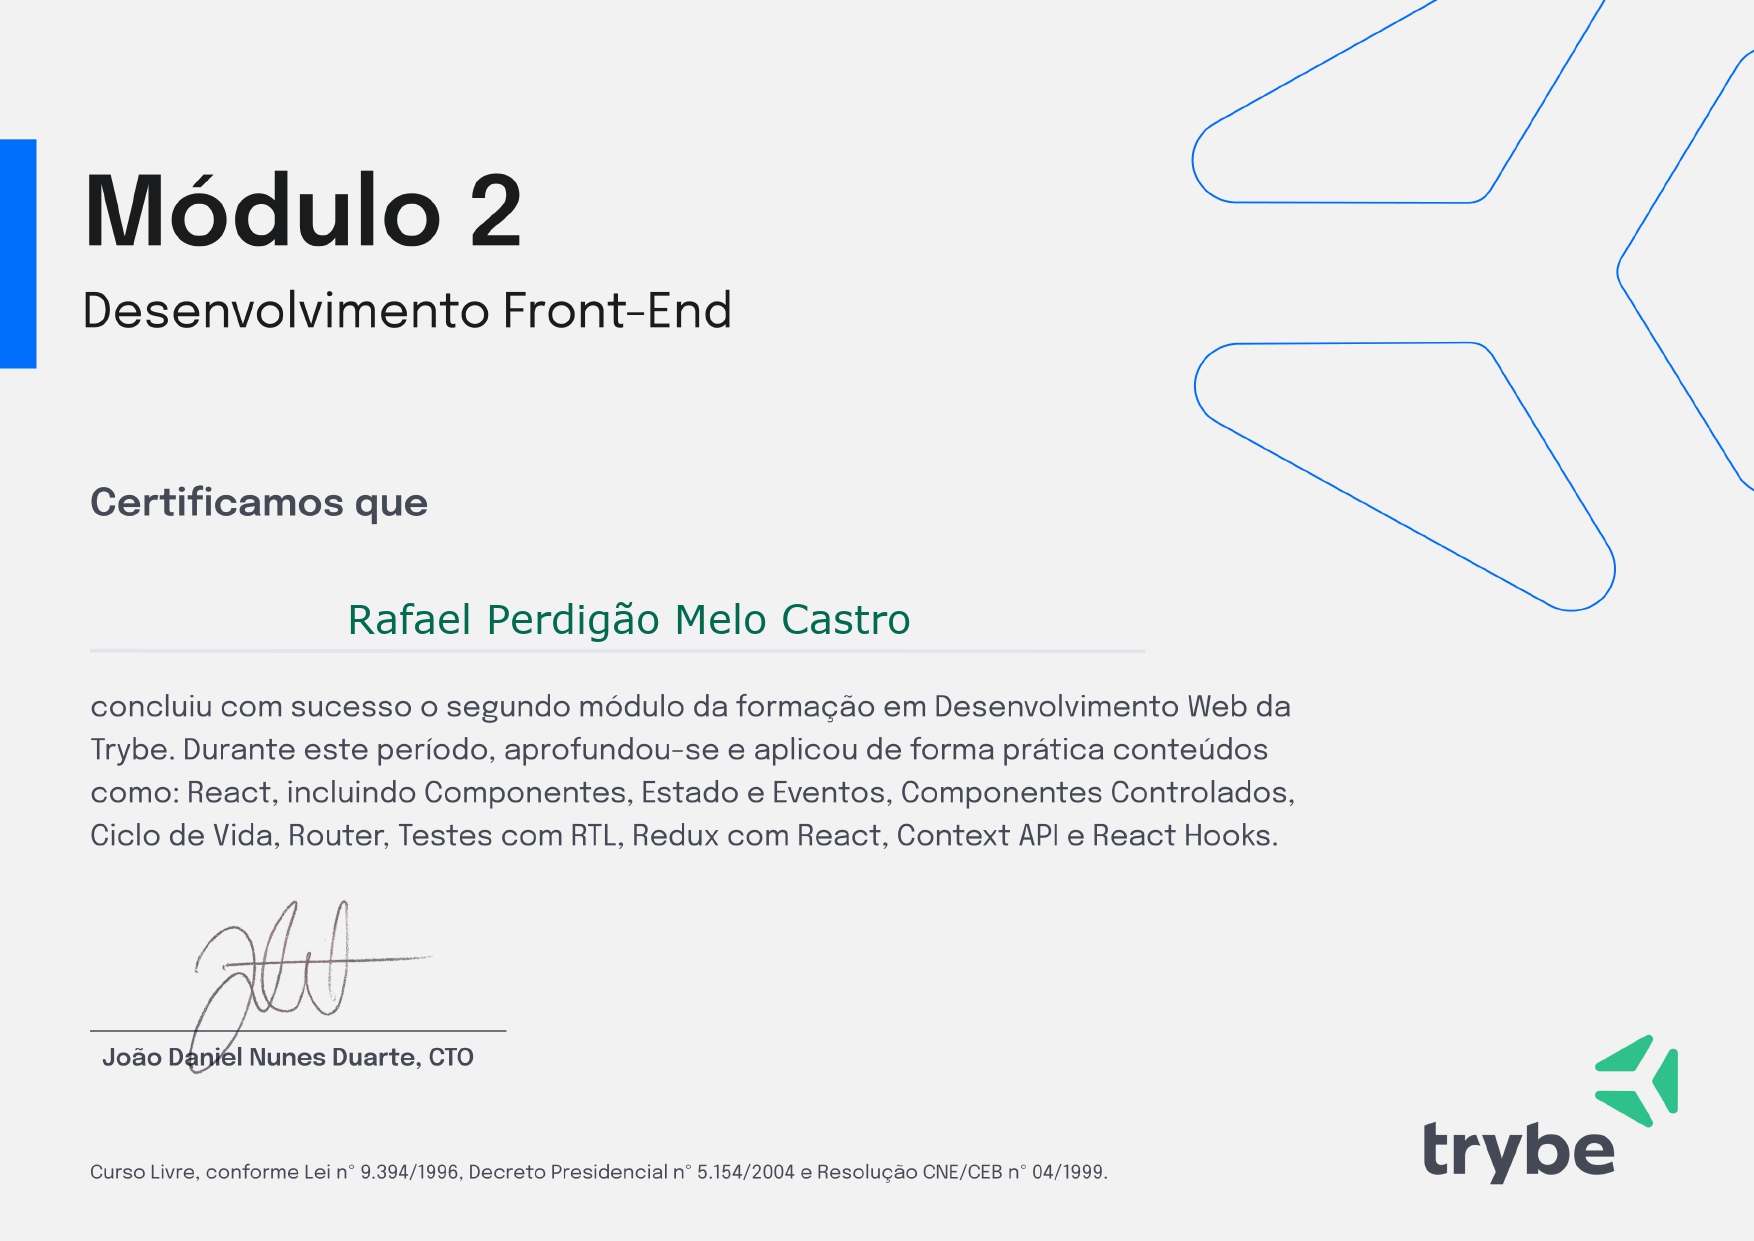 Módulo 2
Desenvolvimento Front-End
Certificamos que
Rafael Perdigão Melo Castro
concluiu com sucesso o segundo módulo da formação em Desenvolvimento Web da
Trybe. Durante este período, aprofundou-se e aplicou de forma prática conteúdos
como: React, incluindo Componentes, Estado e Eventos, Componentes Controlados,
Ciclo de Vida, Router, Testes com RTL, Redux com React, Context API e React Hooks.
João Daniel Nunes Duarte, CTO
trybe
Curso Livre, conforme Lei n° 9.394/1996, Decreto Presidencial n° 5.154/2004 e Resolução CNE/CEB n° 04/1999.